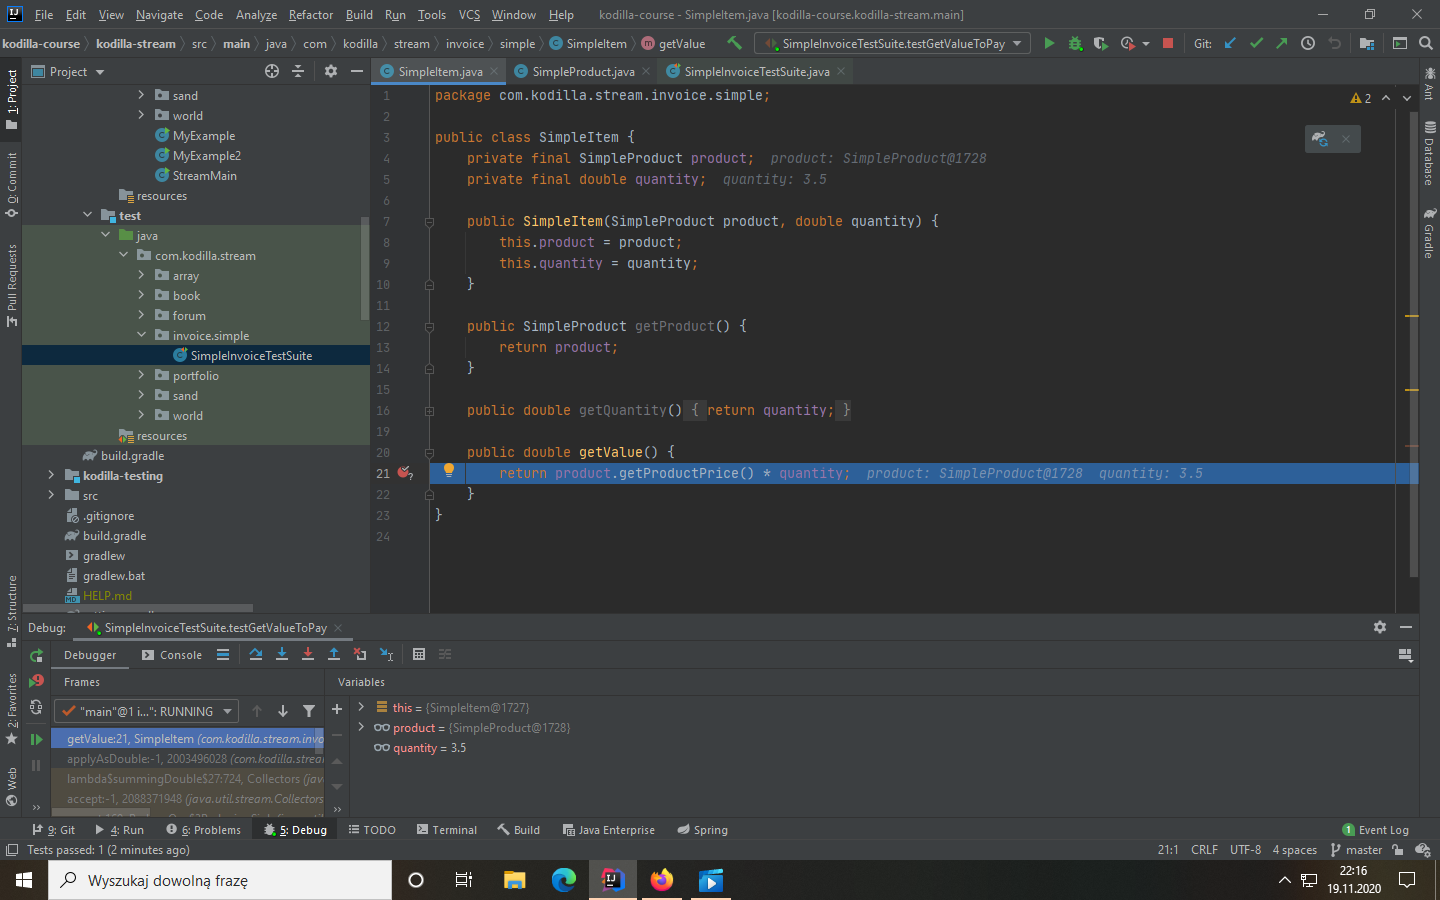 File Edit View Navigate Code Analyze Refactor Build Run Tools VCS Window Help kodilla-course - SimpleItem.java [kodilla-course.kodilla-stream.main]
kodilla-course kodilla-stream src main java com kodilla stream invoice simple SimpleItem getValue SimpleInvoiceTestSuite.testGetValueToPay Git:
Project SimpleItem.java SimpleProduct.java SimpleInvoiceTestSuite.java
1: Project
0: Commit
Pull Requests
7: Structure
2: Favorites
Web
Ant
Database
Gradle
sand
world
MyExample
MyExample2
StreamMain
resources
test
java
com.kodilla.stream
array
book
forum
invoice.simple
SimpleInvoiceTestSuite
portfolio
sand
world
resources
build.gradle
kodilla-testing
src
.gitignore
build.gradle
gradlew
gradlew.bat
HELP.md
2
1 package com.kodilla.stream.invoice.simple;
2
3 public class SimpleItem {
4 private final SimpleProduct product; product: SimpleProduct@1728
5 private final double quantity; quantity: 3.5
6
7 public SimpleItem(SimpleProduct product, double quantity) {
8 this.product = product;
9 this.quantity = quantity;
10 }
11
12 public SimpleProduct getProduct() {
13 return product;
14 }
15
16 public double getQuantity() { return quantity; }
19
20 public double getValue() {
21 return product.getProductPrice() * quantity; product: SimpleProduct@1728 quantity: 3.5
22 }
23 }
24
Debug: SimpleInvoiceTestSuite.testGetValueToPay
Debugger Console
Frames Variables
"main"@1 i...": RUNNING
getValue:21, SimpleItem (com.kodilla.stream.invo
applyAsDouble:-1, 2003496028 (com.kodilla.strea
lambda$summingDouble$27:724, Collectors (jav
accept:-1, 2088371948 (java.util.stream.Collectors
this = {SimpleItem@1727}
product = {SimpleProduct@1728}
quantity = 3.5
9: Git 4: Run 6: Problems 5: Debug TODO Terminal Build Java Enterprise Spring 1 Event Log
Tests passed: 1 (2 minutes ago) 21:1 CRLF UTF-8 4 spaces master
Wyszukaj dowolną frazę
22:16
19.11.2020